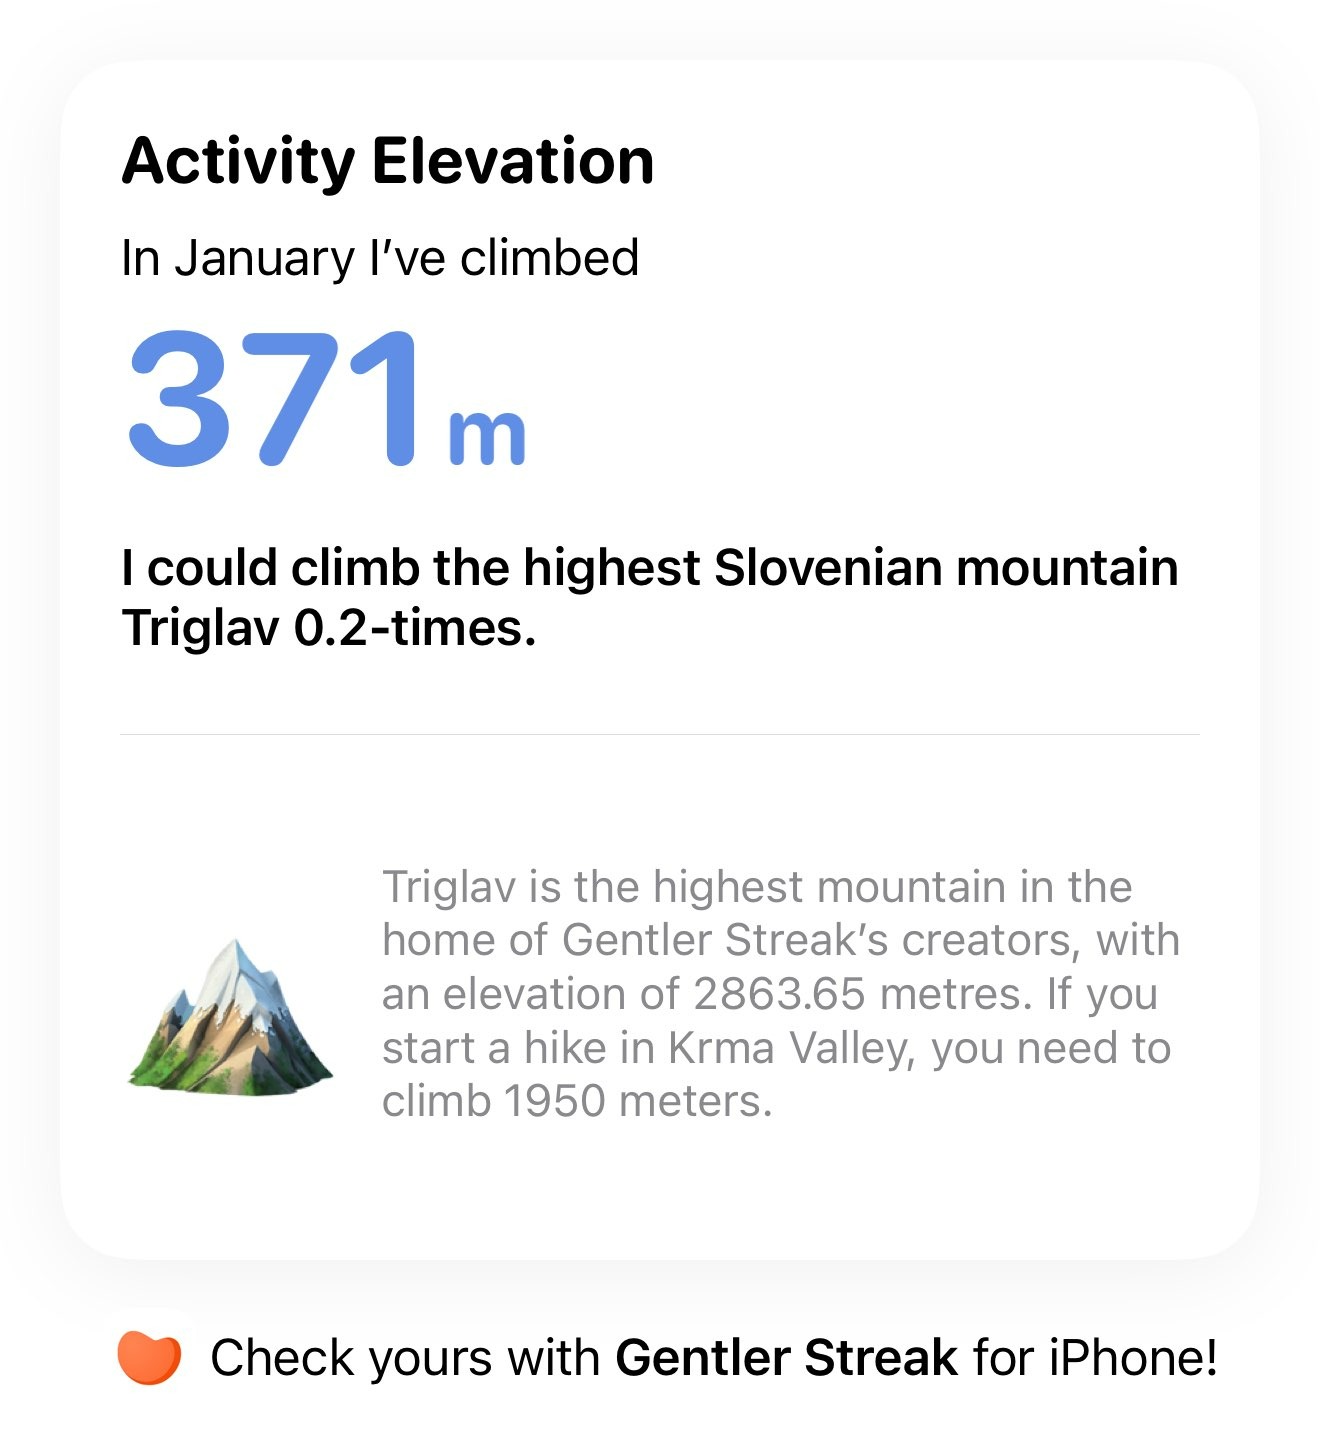 Activity Elevation
In January I’ve climbed
371 m
I could climb the highest Slovenian mountain
Triglav 0.2-times.
Triglav is the highest mountain in the
home of Gentler Streak’s creators, with
an elevation of 2863.65 metres. If you
start a hike in Krma Valley, you need to
climb 1950 meters.
Check yours with Gentler Streak for iPhone!